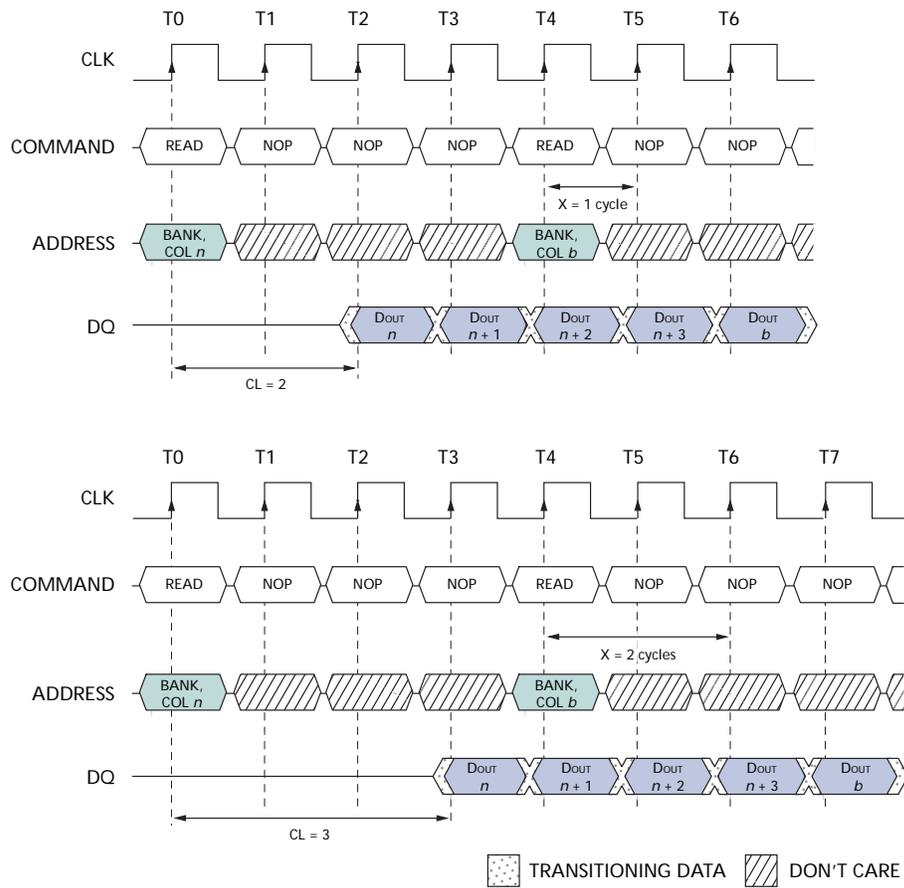 T0 T1 T2 T3 T4 T5 T6
CLK
COMMAND READ NOP NOP NOP READ NOP NOP
X = 1 cycle
ADDRESS BANK, COL n BANK, COL b
DQ DOUT n DOUT n + 1 DOUT n + 2 DOUT n + 3 DOUT b
CL = 2
T0 T1 T2 T3 T4 T5 T6 T7
CLK
COMMAND READ NOP NOP NOP READ NOP NOP NOP
X = 2 cycles
ADDRESS BANK, COL n BANK, COL b
DQ DOUT n DOUT n + 1 DOUT n + 2 DOUT n + 3 DOUT b
CL = 3
TRANSITIONING DATA DON'T CARE